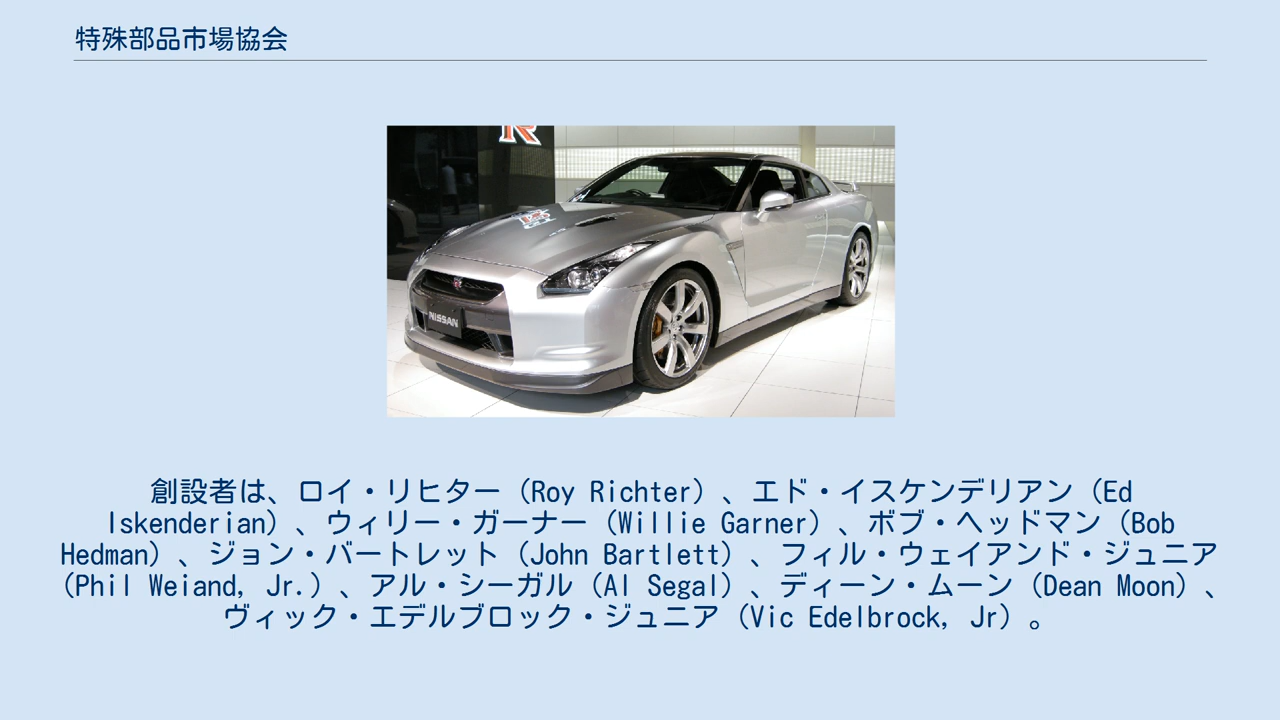 特殊部品市場協会
R
NISSAN
創設者は、ロイ・リヒター（Roy Richter）、エド・イスケンデリアン（Ed
Iskenderian）、ウィリー・ガーナー（Willie Garner）、ボブ・ヘッドマン（Bob
Hedman）、ジョン・バートレット（John Bartlett）、フィル・ウェイアンド・ジュニア
（Phil Weiand, Jr.）、アル・シーガル（Al Segal）、ディーン・ムーン（Dean Moon）、
ヴィック・エデルブロック・ジュニア（Vic Edelbrock, Jr）。